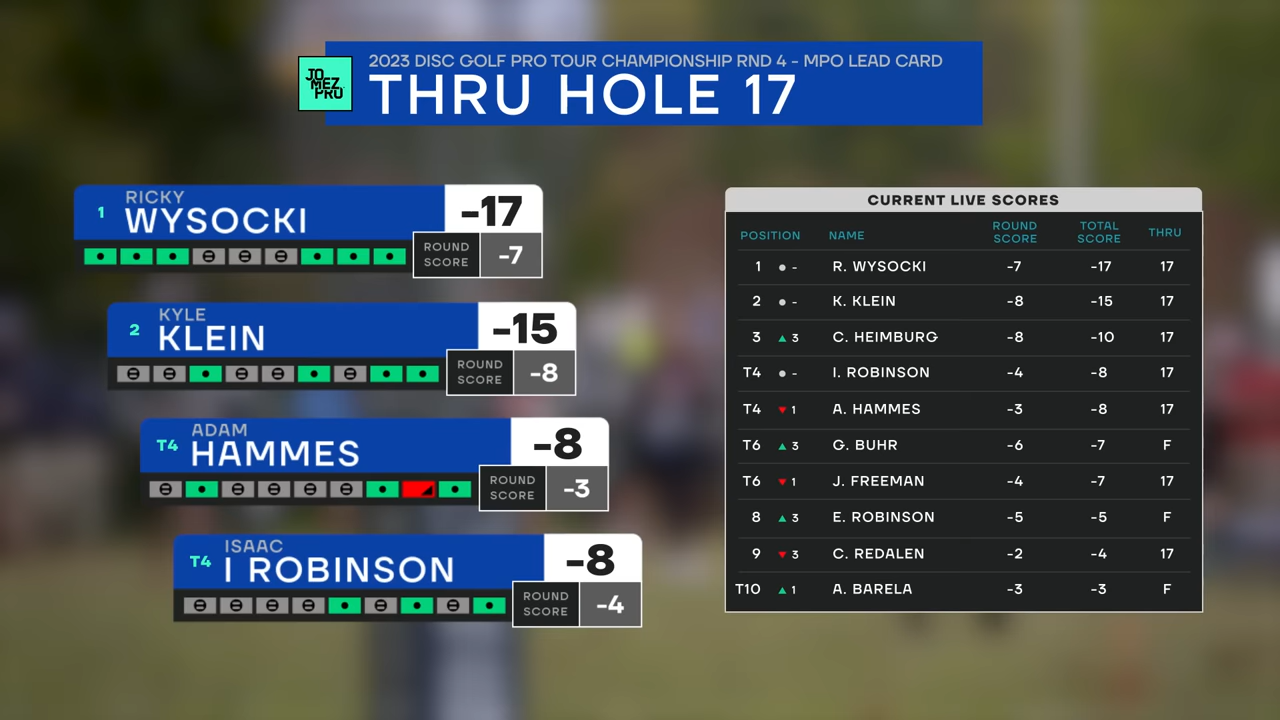 JO
MEZ
PRO
2023 DISC GOLF PRO TOUR CHAMPIONSHIP RND 4 - MPO LEAD CARD
THRU HOLE 17
1 RICKY WYSOCKI -17
ROUND SCORE -7
2 KYLE KLEIN -15
ROUND SCORE -8
T4 ADAM HAMMES -8
ROUND SCORE -3
T4 ISAAC I ROBINSON -8
ROUND SCORE -4
CURRENT LIVE SCORES
POSITION NAME ROUND SCORE TOTAL SCORE THRU
1 - R. WYSOCKI -7 -17 17
2 - K. KLEIN -8 -15 17
3 3 C. HEIMBURG -8 -10 17
T4 - I. ROBINSON -4 -8 17
T4 1 A. HAMMES -3 -8 17
T6 3 G. BUHR -6 -7 F
T6 1 J. FREEMAN -4 -7 17
8 3 E. ROBINSON -5 -5 F
9 3 C. REDALEN -2 -4 17
T10 1 A. BARELA -3 -3 F